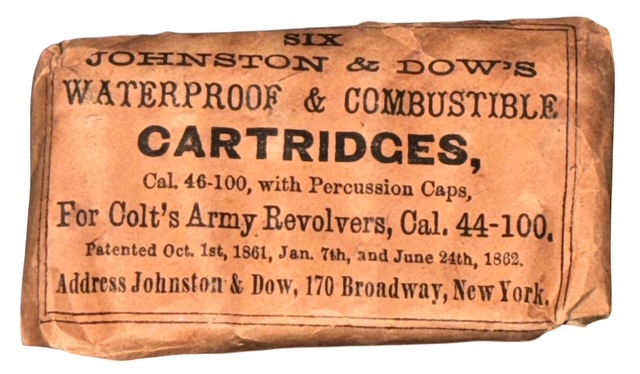 SIX
JOHNSTON & DOW'S
WATERPROOF & COMBUSTIBLE
CARTRIDGES,
Cal. 46-100, with Percussion Caps,
For Colt's Army Revolvers, Cal. 44-100.
Patented Oct. 1st, 1861, Jan. 7th, and June 24th, 1862.
Address Johnston & Dow, 170 Broadway, New York.